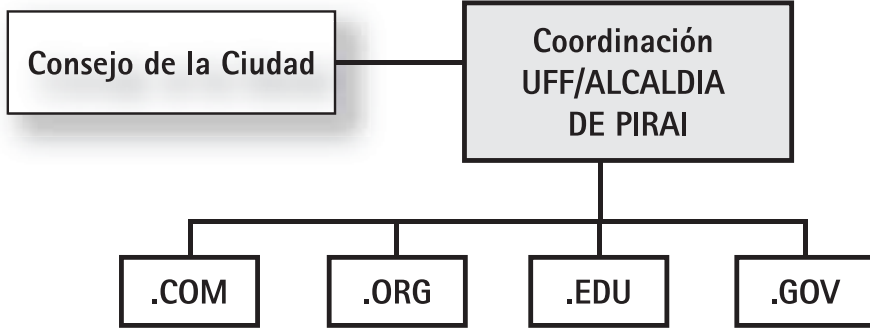 Consejo de la Ciudad
Coordinación
UFF/ALCALDIA
DE PIRAI
.COM
.ORG
.EDU
.GOV